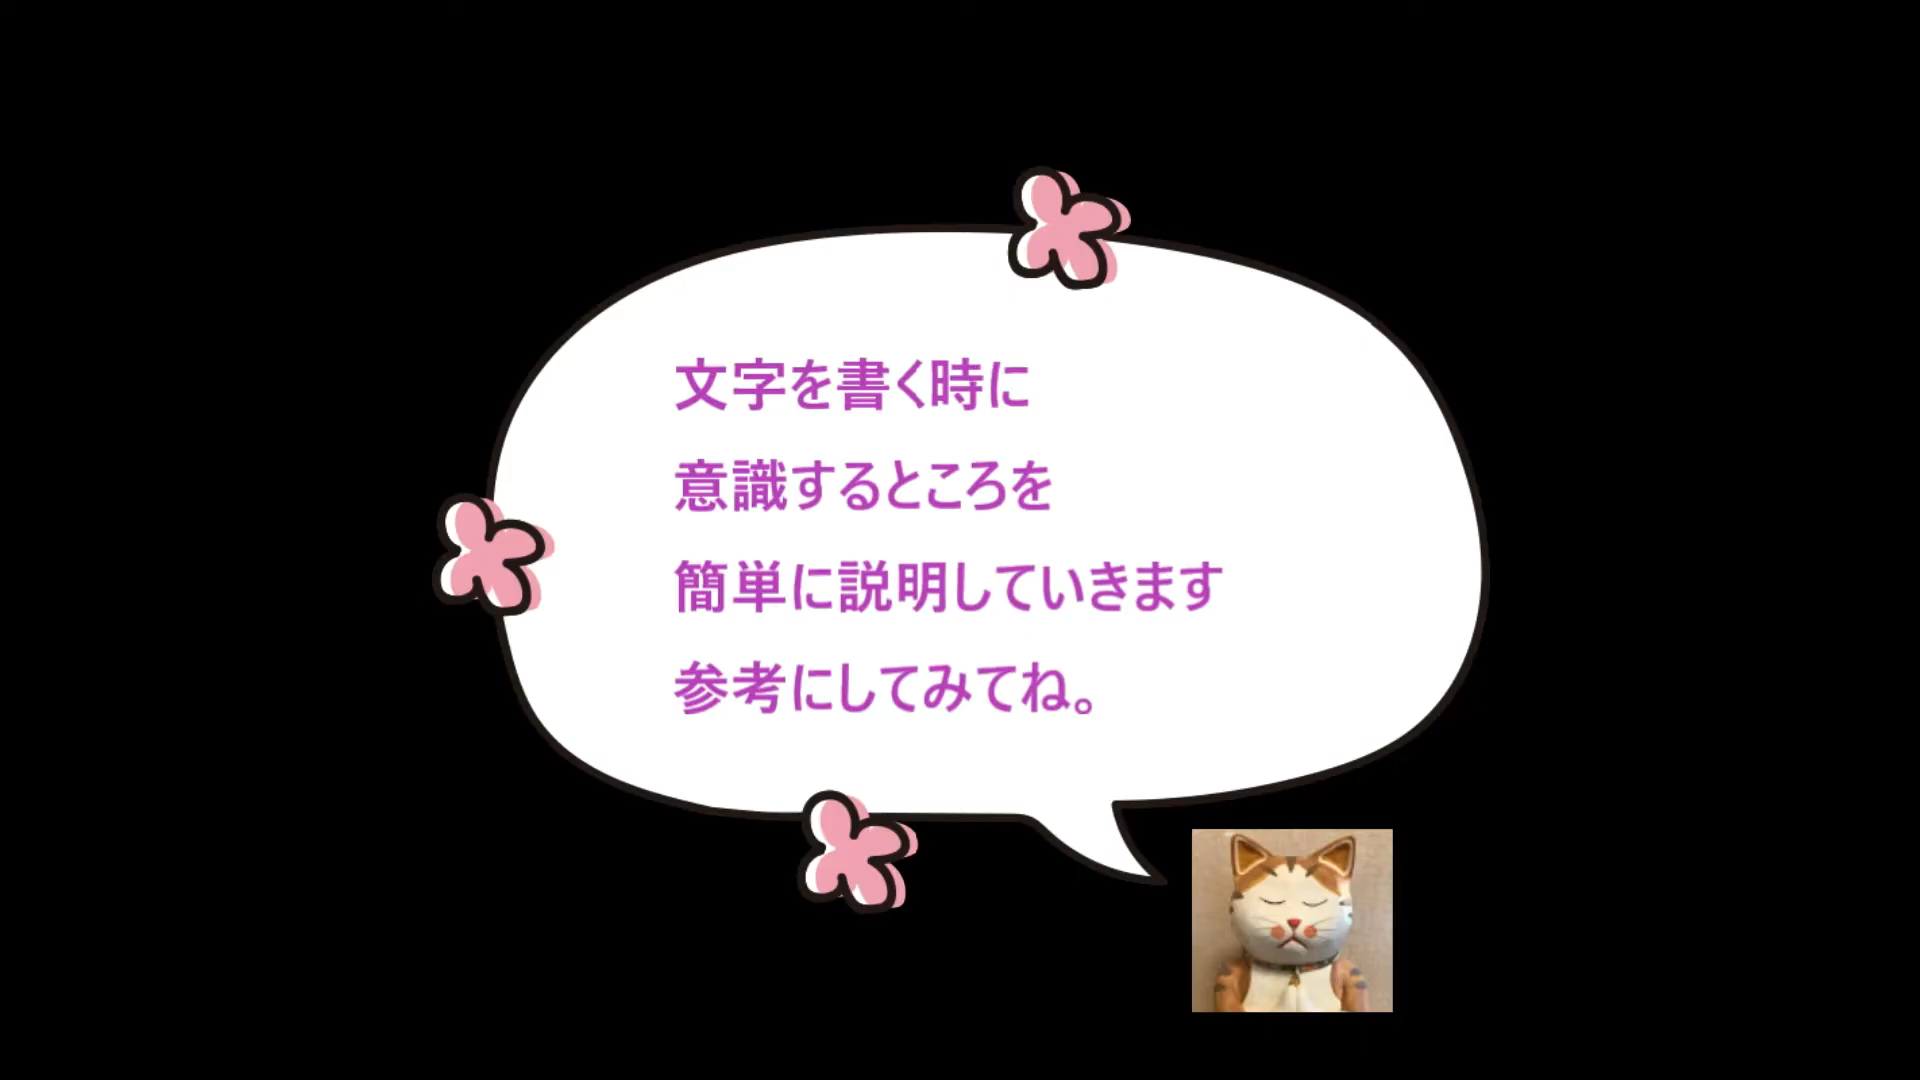 文字を書く時に
意識するところを
簡単に説明していきます
参考にしてみてね。